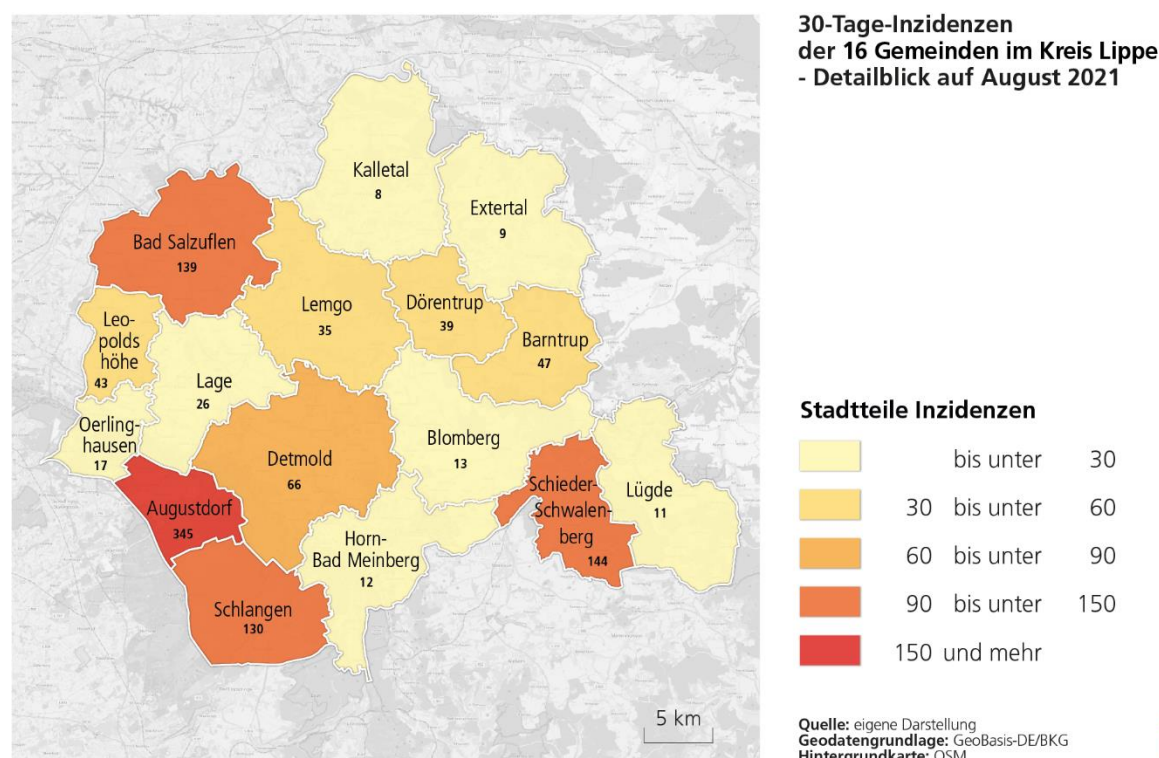 30-Tage-Inzidenzen
der 16 Gemeinden im Kreis Lippe
- Detailblick auf August 2021
Kalletal
8
Extertal
9
Bad Salzuflen
139
Lemgo
35
Dörentrup
39
Barntrup
47
Leo-
polds
höhe
43
Lage
26
Oerling-
hausen
17
Detmold
66
Blomberg
13
Schieder-
Schwalen-
berg
144
Lügde
11
Augustdorf
345
Horn-
Bad Meinberg
12
Schlangen
130
5 km
Stadtteile Inzidenzen
bis unter 30
30 bis unter 60
60 bis unter 90
90 bis unter 150
150 und mehr
Quelle: eigene Darstellung
Geodatengrundlage: GeoBasis-DE/BKG
Hintergrundkarte: OSM